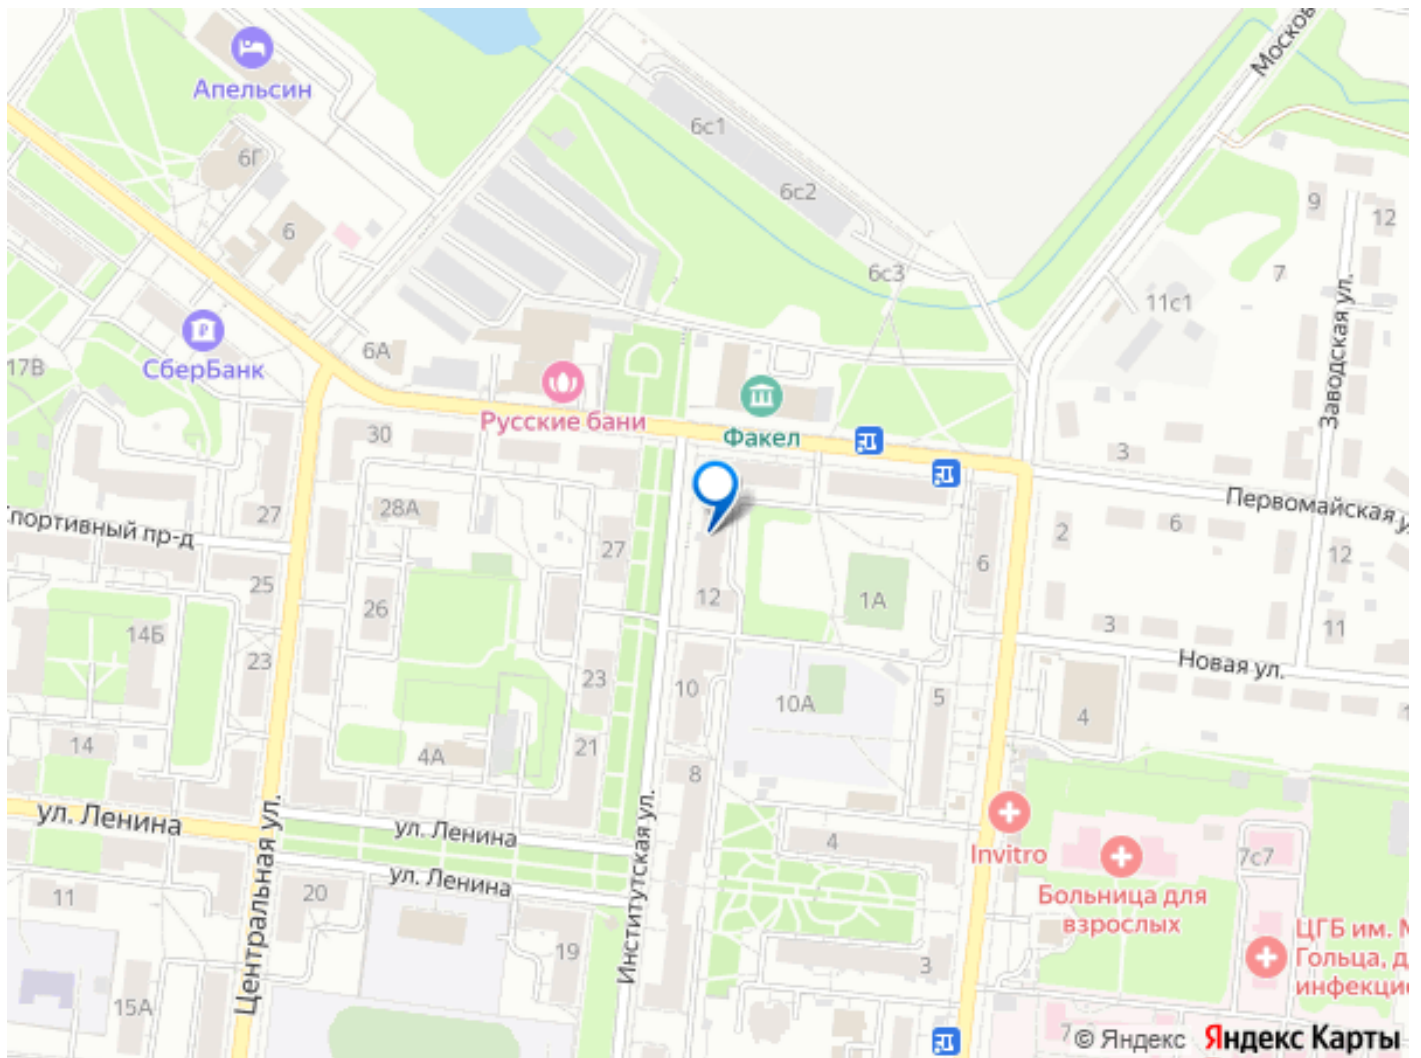 Москов
Апельсин
6с1
6Г
6с2
9
12
6
6с3
7
11с1
СберБанк
17В
6А
Заводская ул.
Русские бани
Факел
30
3
28А
27
Первомайская у
Спортивный пр-д
2
6
27
12
25
6
26
12
1А
14Б
3
11
23
Новая ул.
23
10
10А
5
4
14
4А
21
8
ул. Ленина
ул. Ленина
Институтская ул.
Центральная ул.
4
Invitro
7с7
ул. Ленина
11
20
Больница для
взрослых
ЦГБ им. М
Гольца, д
инфекцио
19
3
15А
7
© Яндекс Яндекс Карты